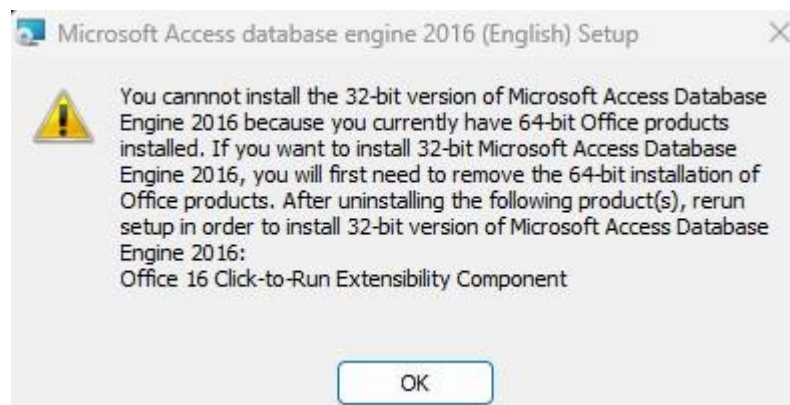 Microsoft Access database engine 2016 (English) Setup
You cannnot install the 32-bit version of Microsoft Access Database
Engine 2016 because you currently have 64-bit Office products
installed. If you want to install 32-bit Microsoft Access Database
Engine 2016, you will first need to remove the 64-bit installation of
Office products. After uninstalling the following product(s), rerun
setup in order to install 32-bit version of Microsoft Access Database
Engine 2016:
Office 16 Click-to-Run Extensibility Component
OK